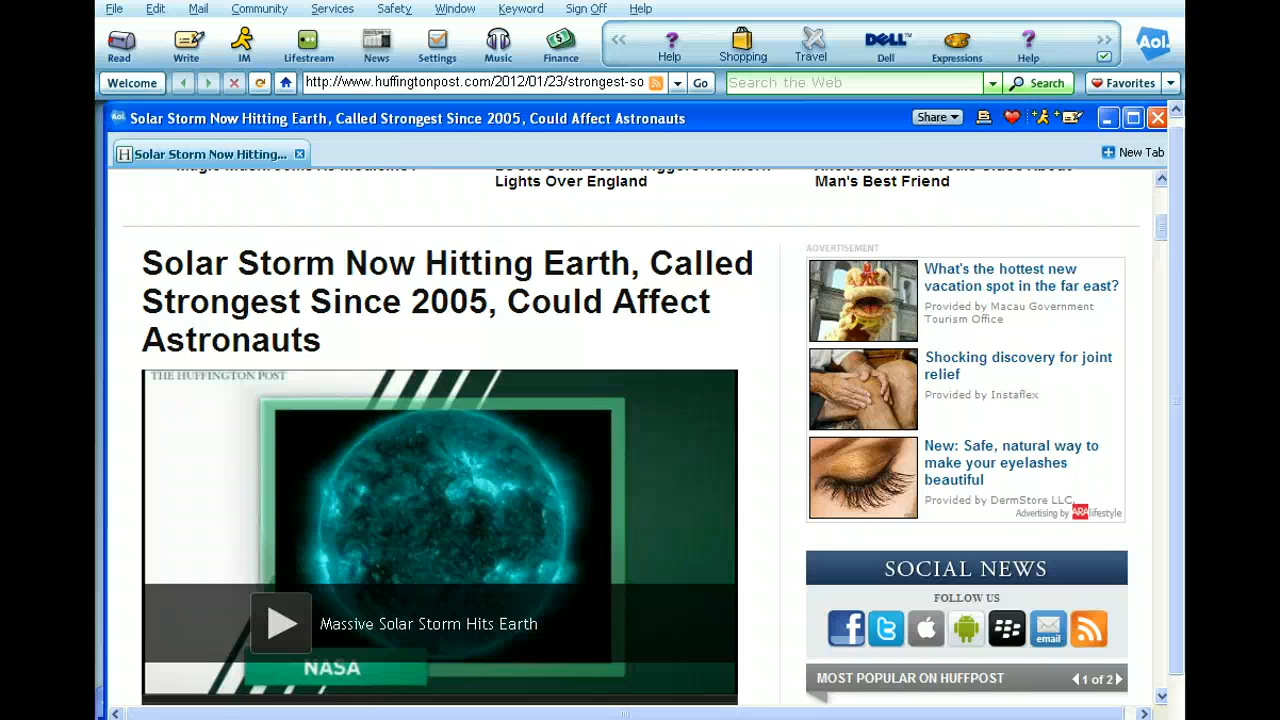 File Edit Mail Community Services Safety Window Keyword Sign Off Help
Read Write IM Lifestream News Settings Music Finance Help Shopping Travel Dell Expressions Help
DELL
Aol.
Welcome http://www.huffingtonpost.com/2012/01/23/strongest-so Go Search the Web Search Favorites
Aol. Solar Storm Now Hitting Earth, Called Strongest Since 2005, Could Affect Astronauts Share
H Solar Storm Now Hitting... New Tab
Lights Over England
Man's Best Friend
Solar Storm Now Hitting Earth, Called
Strongest Since 2005, Could Affect
Astronauts
THE HUFFINGTON POST
Massive Solar Storm Hits Earth
NASA
ADVERTISEMENT
What's the hottest new
vacation spot in the far east?
Provided by Macau Government
Tourism Office
Shocking discovery for joint
relief
Provided by Instaflex
New: Safe, natural way to
make your eyelashes
beautiful
Provided by DermStore LLC,
Advertising by ARAlifestyle
SOCIAL NEWS
FOLLOW US
email
MOST POPULAR ON HUFFPOST 1 of 2